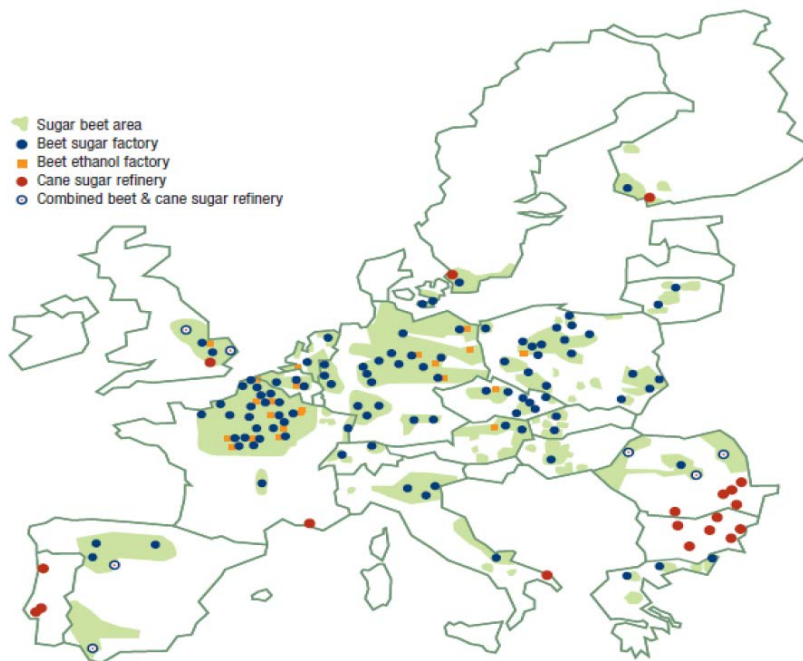 Sugar beet area
Beet sugar factory
Beet ethanol factory
Cane sugar refinery
Combined beet & cane sugar refinery